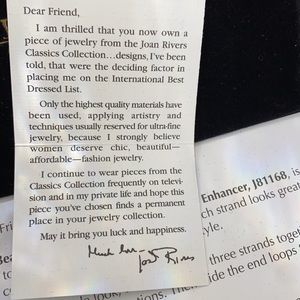 Dear Friend,
I am thrilled that you now own a
piece of jewelry from the Joan Rivers
Classics Collection...designs, I've been
told, that were the deciding factor in
placing me on the International Best
Dressed List.
Only the highest quality materials have
been used, applying artistry and
techniques usually reserved for ultra-fine
jewelry, because I strongly believe
women deserve chic, beautiful—
affordable—fashion jewelry.
I continue to wear pieces from the
Classics Collection frequently on televi-
sion and in my private life and hope this
piece you've chosen finds a permanent
place in your jewelry collection.
May it bring you luck and happiness.
Much love -
Joan Rivers
Enhancer, J81168, is
ch strand looks great
yle.
three strands toget
ide the end loops